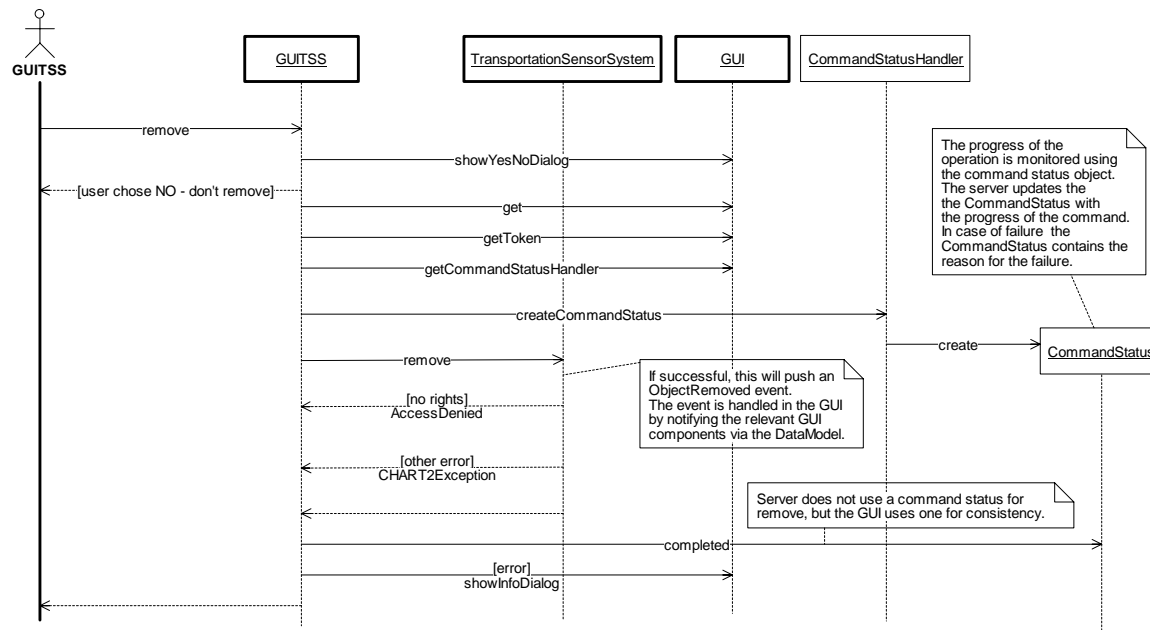 GUITSS
GUITSS
TransportationSensorSystem
GUI
CommandStatusHandler
remove
showYesNoDialog
[user chose NO - don't remove]
get
getToken
getCommandStatusHandler
The progress of the
operation is monitored using
the command status object.
The server updates the
the CommandStatus with
the progress of the command.
In case of failure  the
CommandStatus contains the
reason for the failure.
createCommandStatus
create
CommandStatus
remove
If successful, this will push an
ObjectRemoved event.
The event is handled in the GUI
by notifying the relevant GUI
components via the DataModel.
[no rights]
AccessDenied
[other error]
CHART2Exception
Server does not use a command status for
remove, but the GUI uses one for consistency.
completed
[error]
showInfoDialog